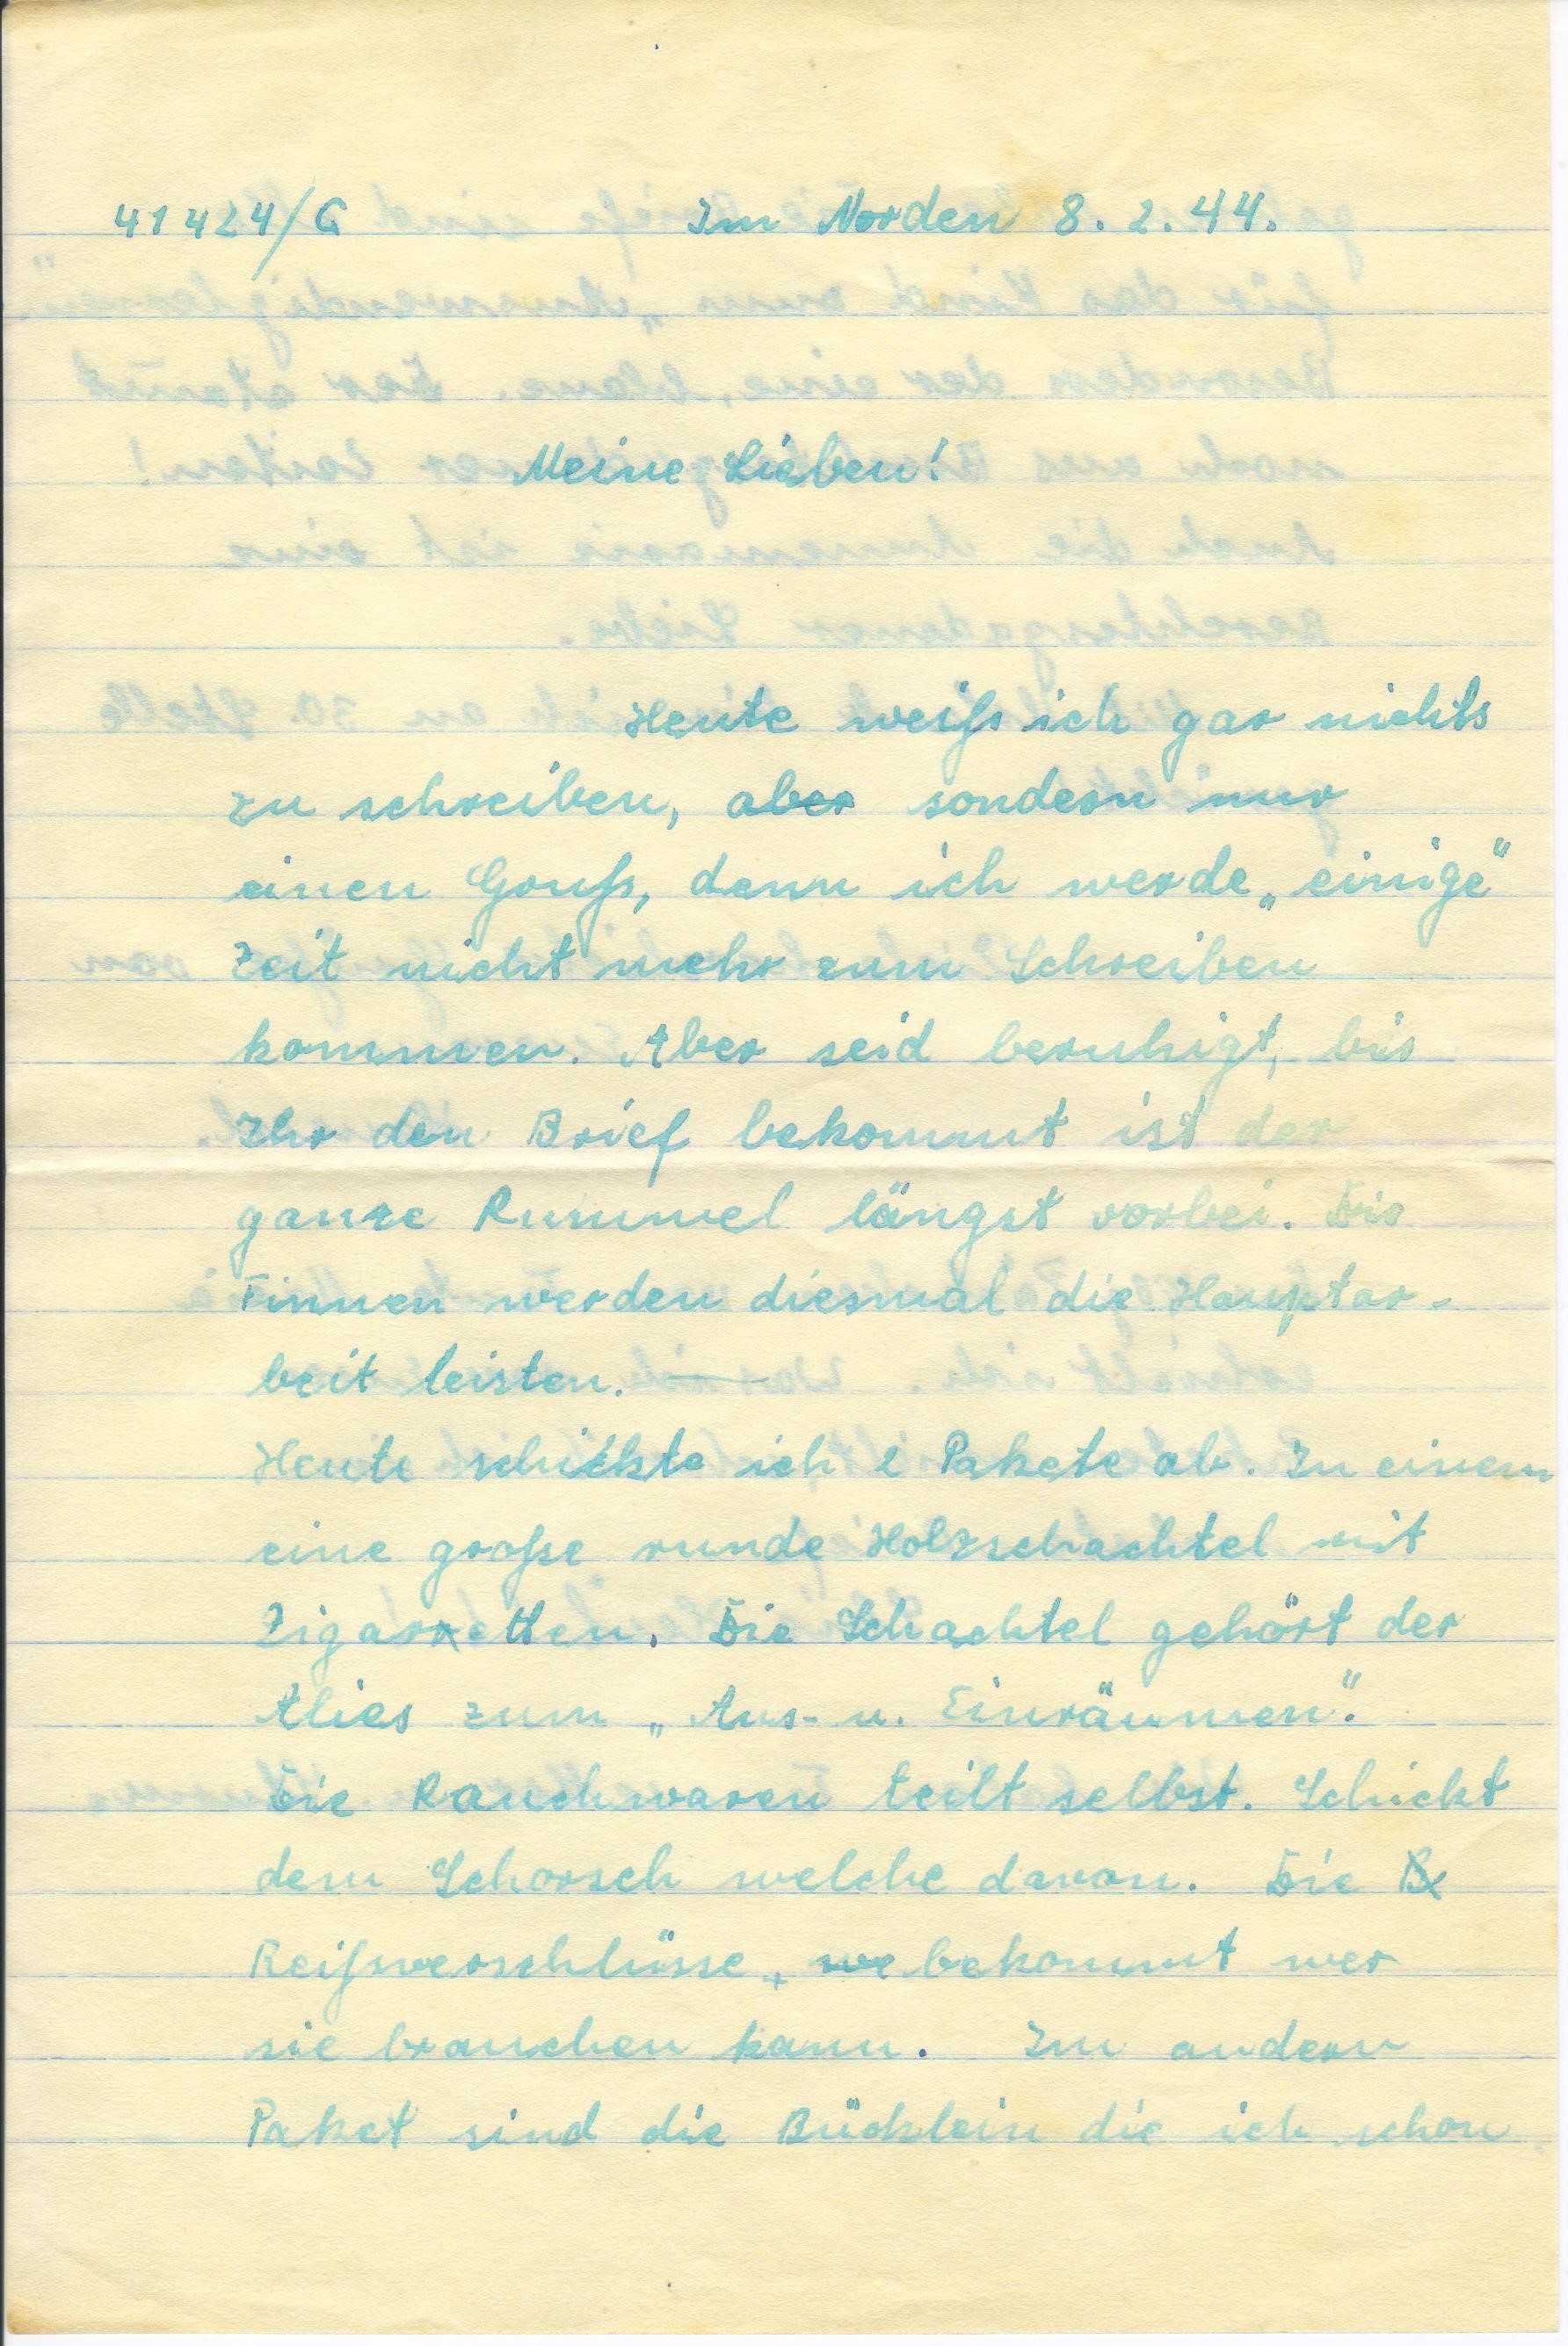 41424/G Im Norden 8.2.44.
Meine Lieben!
Heute weiß ich gar nichts
zu schreiben, aber sondern nur
einen Gruß, denn ich werde „einige“
Zeit nicht mehr zum Schreiben
kommen. Aber seid beruhigt, bis
Ihr den Brief bekommt ist der
ganze Rummel längst vorbei. Die
Finnen werden diesmal die Hauptar-
beit leisten. —
Heute schickte ich 2 Pakete ab. In einem
eine große runde Holzschachtel mit
Zigaretten. Die Schachtel gehört der
Alies zum „Aus- u. Einräumen“.
Die Rauchwaren teilt selbst. Schickt
dem Schorsch welche davon. Die B
Reißverschlüsse, we bekommt wer
sie brauchen kann. Im andern
Paket sind die Büchlein die ich schon